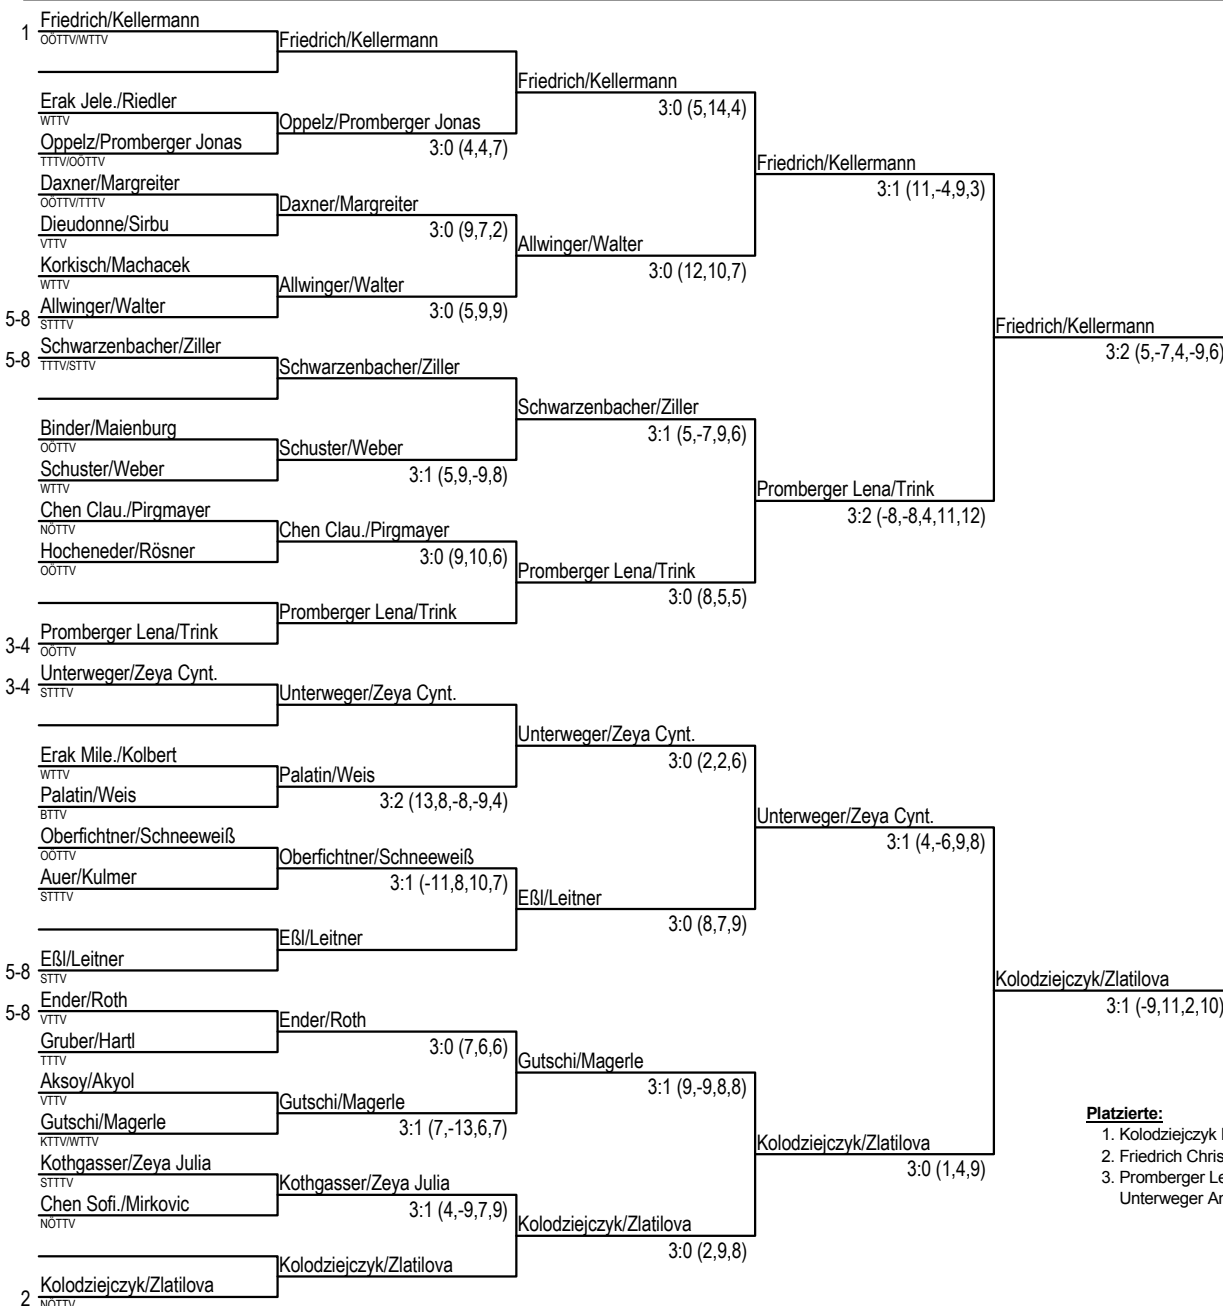 Friedrich/Kellermann
1
OÖTTV/WTTV
Friedrich/Kellermann
Friedrich/Kellermann
3:0 (5,14,4)
Erak Jele./Riedler
WTTV
Oppelz/Promberger Jonas
3:0 (4,4,7)
Oppelz/Promberger Jonas
TTTV/OÖTTV
Friedrich/Kellermann
3:1 (11,-4,9,3)
Daxner/Margreiter
OÖTTV/TTTV
Daxner/Margreiter
3:0 (9,7,2)
Dieudonne/Sirbu
VTTV
Allwinger/Walter
3:0 (12,10,7)
Korkisch/Machacek
WTTV
Allwinger/Walter
3:0 (5,9,9)
5-8
Allwinger/Walter
STTTV
Friedrich/Kellermann
3:2 (5,-7,4,-9,6)
5-8
Schwarzenbacher/Ziller
TTTV/STTV
Schwarzenbacher/Ziller
Schwarzenbacher/Ziller
3:1 (5,-7,9,6)
Binder/Maienburg
OÖTTV
Schuster/Weber
3:1 (5,9,-9,8)
Schuster/Weber
WTTV
Promberger Lena/Trink
3:2 (-8,-8,4,11,12)
Chen Clau./Pirgmayer
NÖTTV
Chen Clau./Pirgmayer
3:0 (9,10,6)
Hocheneder/Rösner
OÖTTV
Promberger Lena/Trink
3:0 (8,5,5)
Promberger Lena/Trink
3-4
Promberger Lena/Trink
OÖTTV
3-4
Unterweger/Zeya Cynt.
STTTV
Unterweger/Zeya Cynt.
Unterweger/Zeya Cynt.
3:0 (2,2,6)
Erak Mile./Kolbert
WTTV
Palatin/Weis
3:2 (13,8,-8,-9,4)
Palatin/Weis
BTTV
Unterweger/Zeya Cynt.
3:1 (4,-6,9,8)
Oberfichtner/Schneeweiß
OÖTTV
Oberfichtner/Schneeweiß
3:1 (-11,8,10,7)
Auer/Kulmer
STTTV
Eßl/Leitner
3:0 (8,7,9)
Eßl/Leitner
5-8
Eßl/Leitner
STTV
Kolodziejczyk/Zlatilova
3:1 (-9,11,2,10)
5-8
Ender/Roth
VTTV
Ender/Roth
3:0 (7,6,6)
Gruber/Hartl
TTTV
Gutschi/Magerle
3:1 (9,-9,8,8)
Aksoy/Akyol
VTTV
Gutschi/Magerle
3:1 (7,-13,6,7)
Gutschi/Magerle
KTTV/WTTV
Kolodziejczyk/Zlatilova
3:0 (1,4,9)
Kothgasser/Zeya Julia
STTTV
Kothgasser/Zeya Julia
3:1 (4,-9,7,9)
Chen Sofi./Mirkovic
NÖTTV
Kolodziejczyk/Zlatilova
3:0 (2,9,8)
Kolodziejczyk/Zlatilova
2
Kolodziejczyk/Zlatilova
NÖTTV
Platzierte:
1. Kolodziejczyk
2. Friedrich Chris
3. Promberger Le
Unterweger Ar